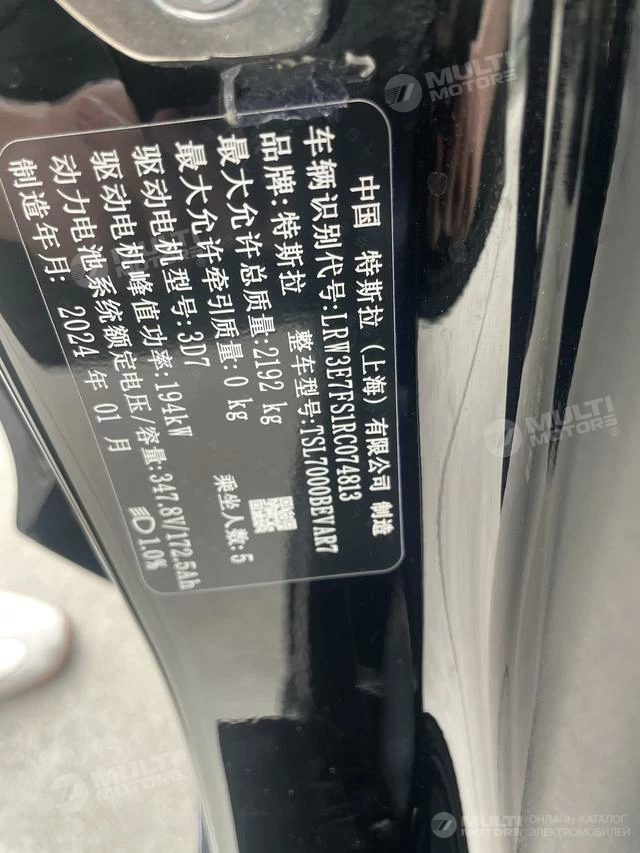 中国 特斯拉（上海）有限公司 制造
车辆识别代号:LRW3E7FS1RC074813
品牌:特斯拉 整车型号:TSL7000BEVAR7
最大允许总质量:2192 kg
最大允许牵引质量:0 kg 乘坐人数:5
驱动电机型号:3D7
驱动电机峰值功率:194kW
动力电池系统额定电压/容量:347.8V/172.5Ah
制造年月: 2024 年 01 月 1.0%
MULTI MOTORS
MULTI MOTORS
MULTI MOTORS
MULTI MOTORS
ОНЛАЙН-КАТАЛОГ
ЭЛЕКТРОМОБИЛЕЙ